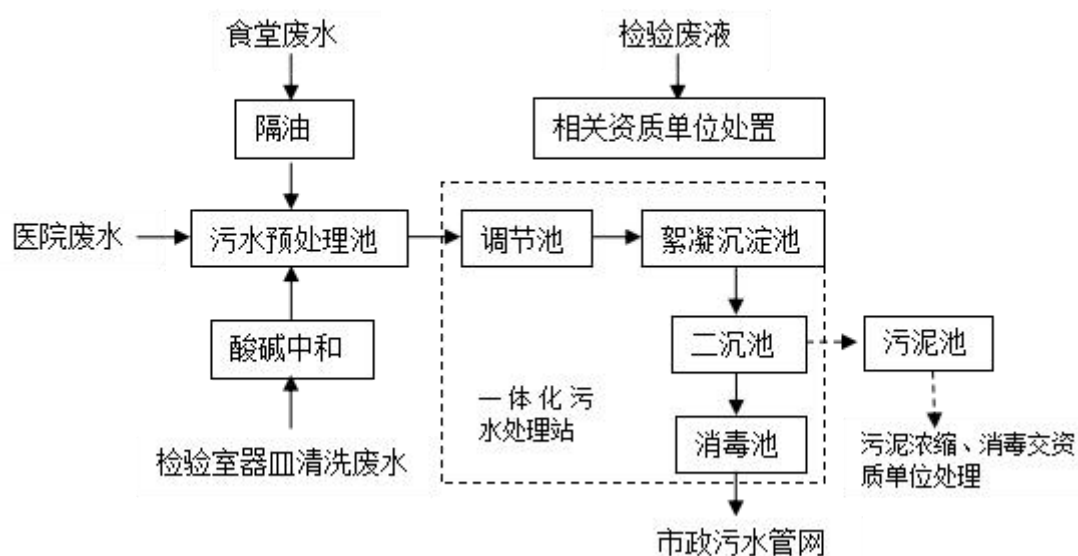 食堂废水
检验废液
隔油
相关资质单位处置
医院废水
污水预处理池
调节池
絮凝沉淀池
酸碱中和
二沉池
污泥池
一体化污
水处理站
消毒池
检验室器皿清洗废水
污泥浓缩、消毒交资
质单位处理
市政污水管网